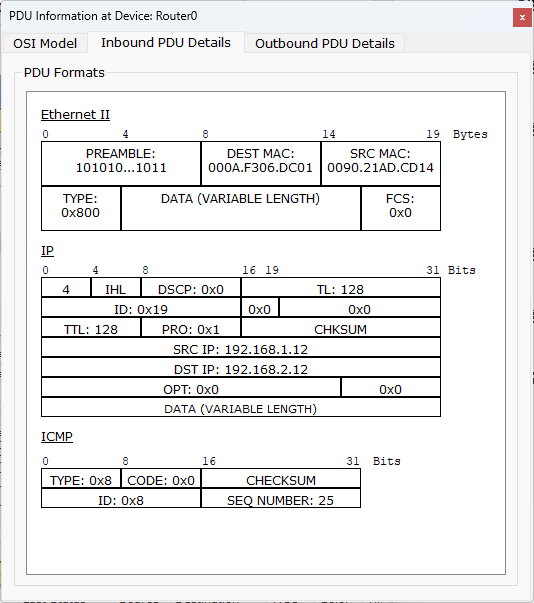 PDU Information at Device: Router0
x
OSI Model Inbound PDU Details Outbound PDU Details
PDU Formats
Ethernet II
0 4 8 14 19 Bytes
PREAMBLE: DEST MAC: SRC MAC:
101010...1011 000A.F306.DC01 0090.21AD.CD14
TYPE: DATA (VARIABLE LENGTH) FCS:
0x800 0x0
IP
0 4 8 16 19 31 Bits
4 IHL DSCP: 0x0 TL: 128
ID: 0x19 0x0 0x0
TTL: 128 PRO: 0x1 CHKSUM
SRC IP: 192.168.1.12
DST IP: 192.168.2.12
OPT: 0x0 0x0
DATA (VARIABLE LENGTH)
ICMP
0 8 16 31 Bits
TYPE: 0x8 CODE: 0x0 CHECKSUM
ID: 0x8 SEQ NUMBER: 25